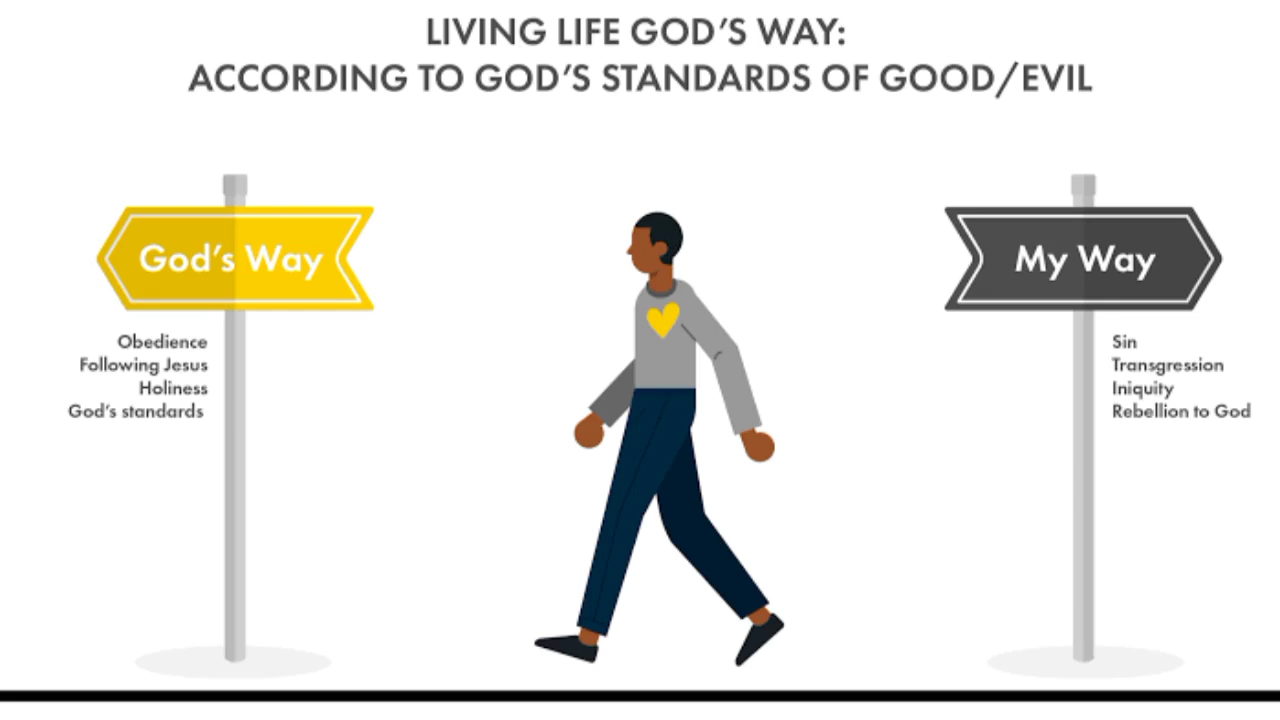 LIVING LIFE GOD'S WAY:
ACCORDING TO GOD'S STANDARDS OF GOOD/EVIL
God's Way
Obedience
Following Jesus
Holiness
God's standards
My Way
Sin
Transgression
Iniquity
Rebellion to God